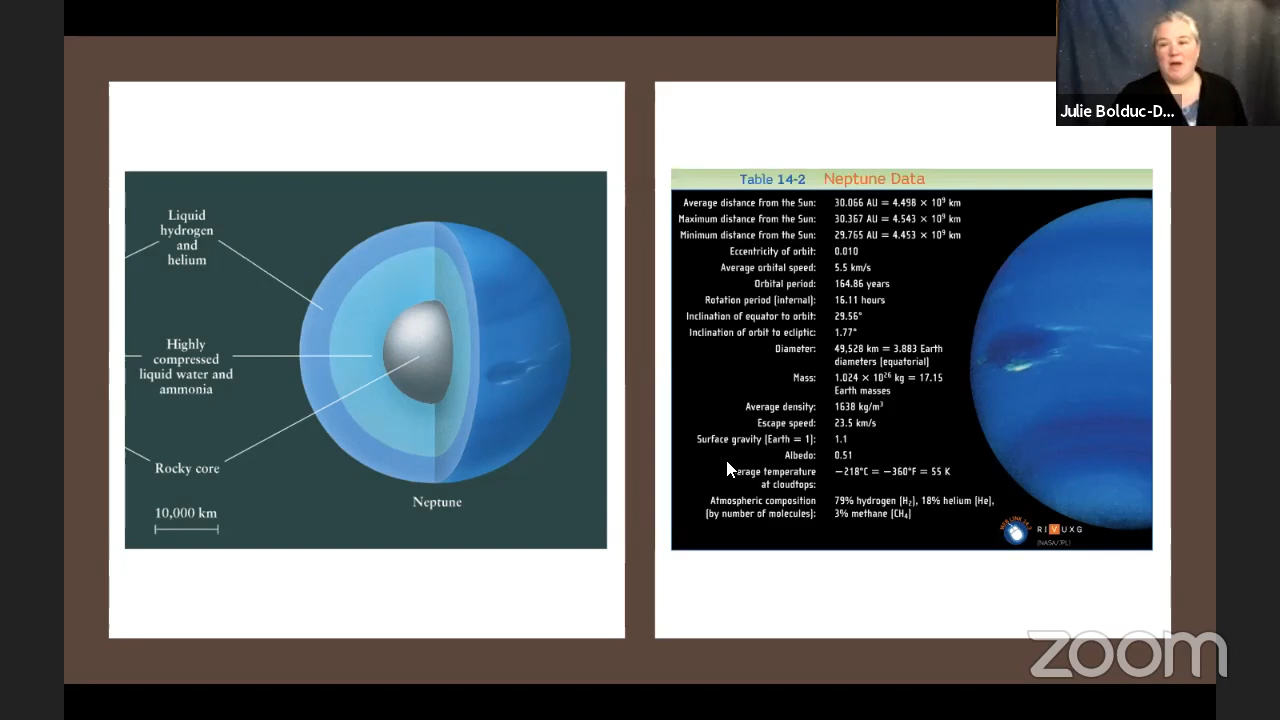 Julie Bolduc-D...
Liquid
hydrogen
and
helium
Highly
compressed
liquid water and
ammonia
Rocky core
10,000 km
Neptune
Table 14-2 Neptune Data
Average distance from the Sun: 30.066 AU = 4.498 × 10⁹ km
Maximum distance from the Sun: 30.367 AU = 4.543 × 10⁹ km
Minimum distance from the Sun: 29.765 AU = 4.453 × 10⁹ km
Eccentricity of orbit: 0.010
Average orbital speed: 5.5 km/s
Orbital period: 164.86 years
Rotation period (internal): 16.11 hours
Inclination of equator to orbit: 29.56°
Inclination of orbit to ecliptic: 1.77°
Diameter: 49,528 km = 3.883 Earth
diameters (equatorial)
Mass: 1.024 × 10²⁶ kg = 17.15
Earth masses
Average density: 1638 kg/m³
Escape speed: 23.5 km/s
Surface gravity (Earth = 1): 1.1
Albedo: 0.51
erage temperature −218°C = −360°F = 55 K
at cloudtops:
Atmospheric composition 79% hydrogen (H₂), 18% helium (He),
(by number of molecules): 3% methane (CH₄)
WEB LINK 14.3
R I V U X G
(NASA/JPL)
zoom